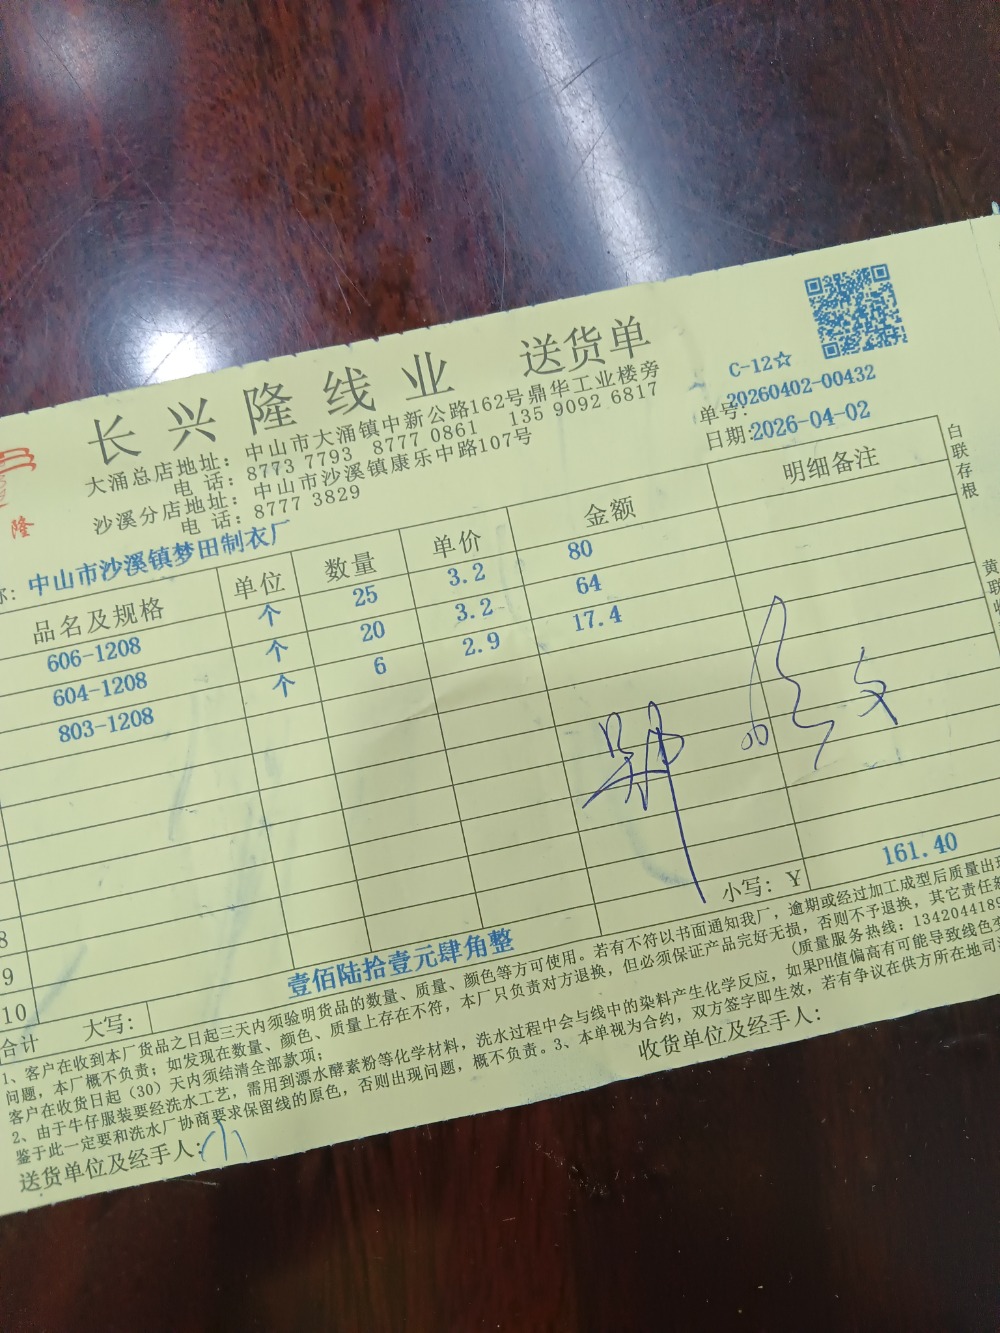 长兴隆线业 送货单
大涌总店地址：中山市大涌镇中新公路162号鼎华工业楼旁
电 话：8773 7793 8777 0861 135 9092 6817
沙溪分店地址：中山市沙溪镇康乐中路107号
电 话：8777 3829
隆
C-12☆
单号：20260402-00432
日期：2026-04-02
称：中山市沙溪镇梦田制衣厂
品名及规格 单位 数量 单价 金额 明细备注
606-1208 个 25 3.2 80
604-1208 个 20 3.2 64
803-1208 个 6 2.9 17.4
8
9
10
合计 大写： 壹佰陆拾壹元肆角整 小写：Y 161.40
1、客户在收到本厂货品之日起三天内须验明货品的数量、质量、颜色等方可使用。若有不符以书面通知我厂，逾期或经过加工成型后质量出现
问题，本厂概不负责；如发现在数量、颜色、质量上存在不符，本厂只负责对方退换，但必须保证产品完好无损，否则不予退换，其它责任
客户在收货日起（30）天内须结清全部款项；
(质量服务热线：134204418
2、由于牛仔服装要经洗水工艺，需用到漂水酵素粉等化学材料，洗水过程中会与线中的染料产生化学反应，如果PH值偏高有可能导致线色变
鉴于此一定要和洗水厂协商要求保留线的原色，否则出现问题，概不负责。3、本单视为合约，双方签字即生效，若有争议在供方所在地司
送货单位及经手人：小
收货单位及经手人：
白联存根
黄联收